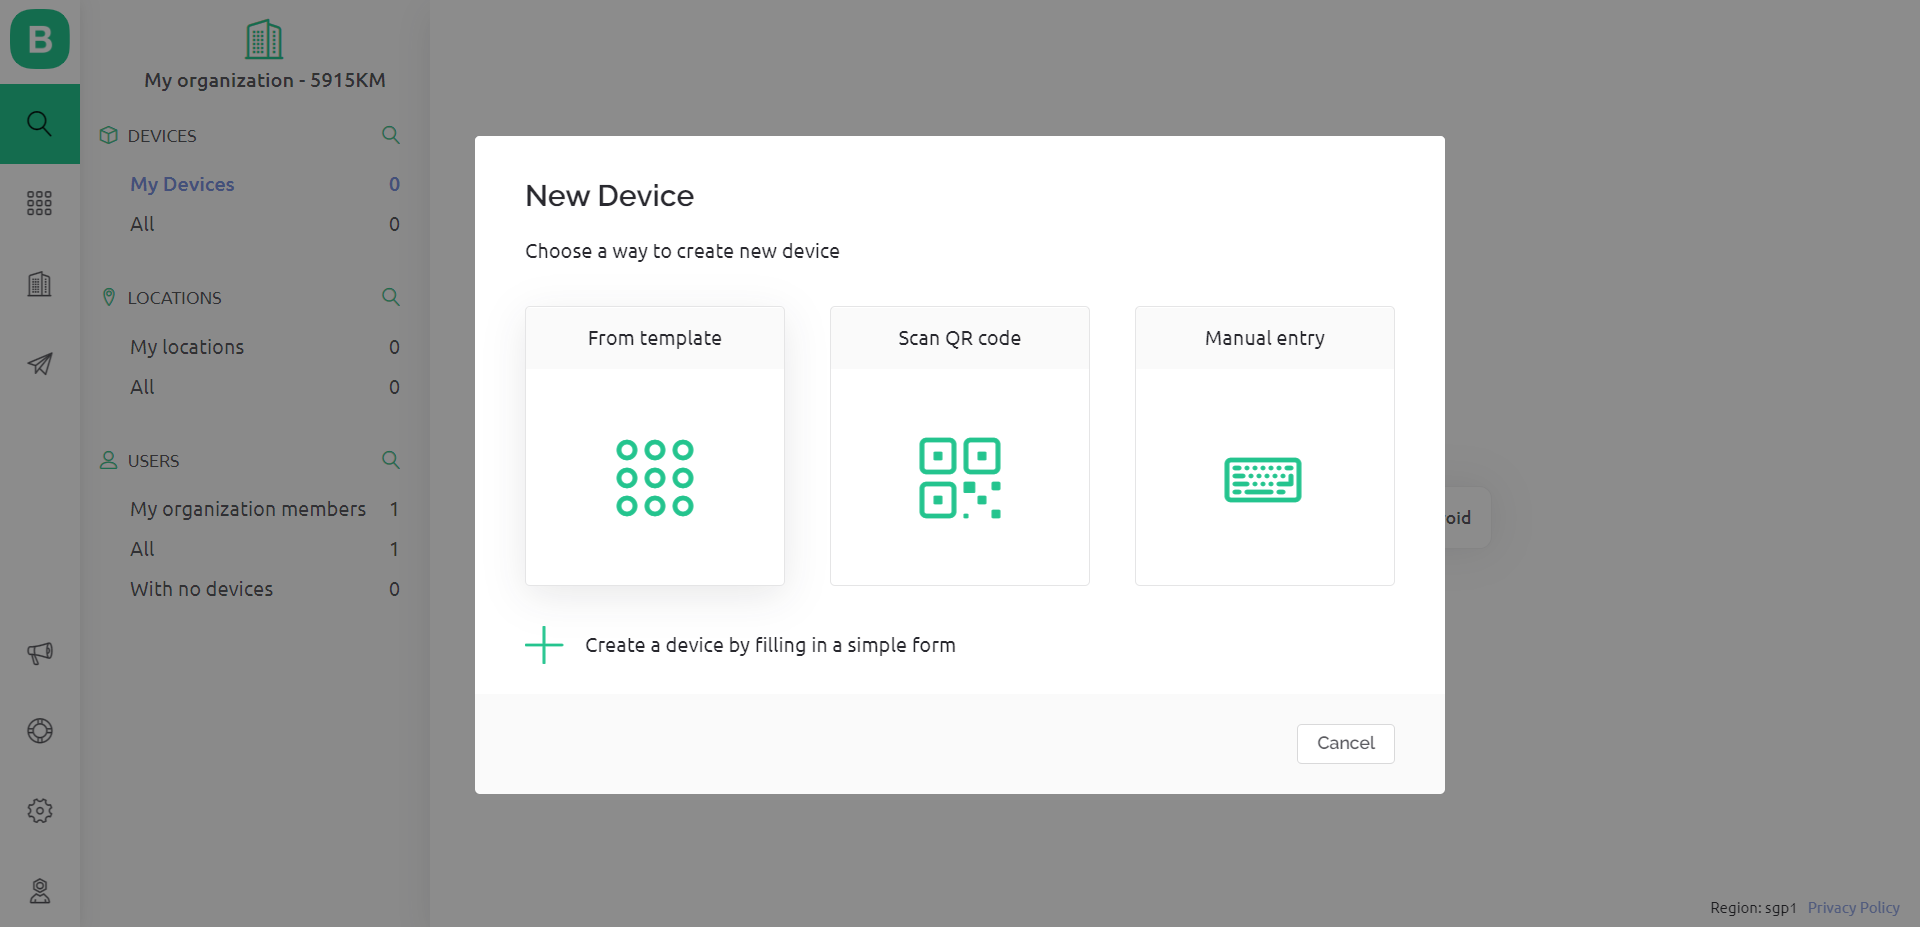 B
My organization - 5915KM
DEVICES
My Devices 0
All 0
LOCATIONS
My locations 0
All 0
USERS
My organization members 1
All 1
With no devices 0
New Device
Choose a way to create new device
From template
Scan QR code
Manual entry
Create a device by filling in a simple form
Cancel
oid
Region: sgp1 Privacy Policy